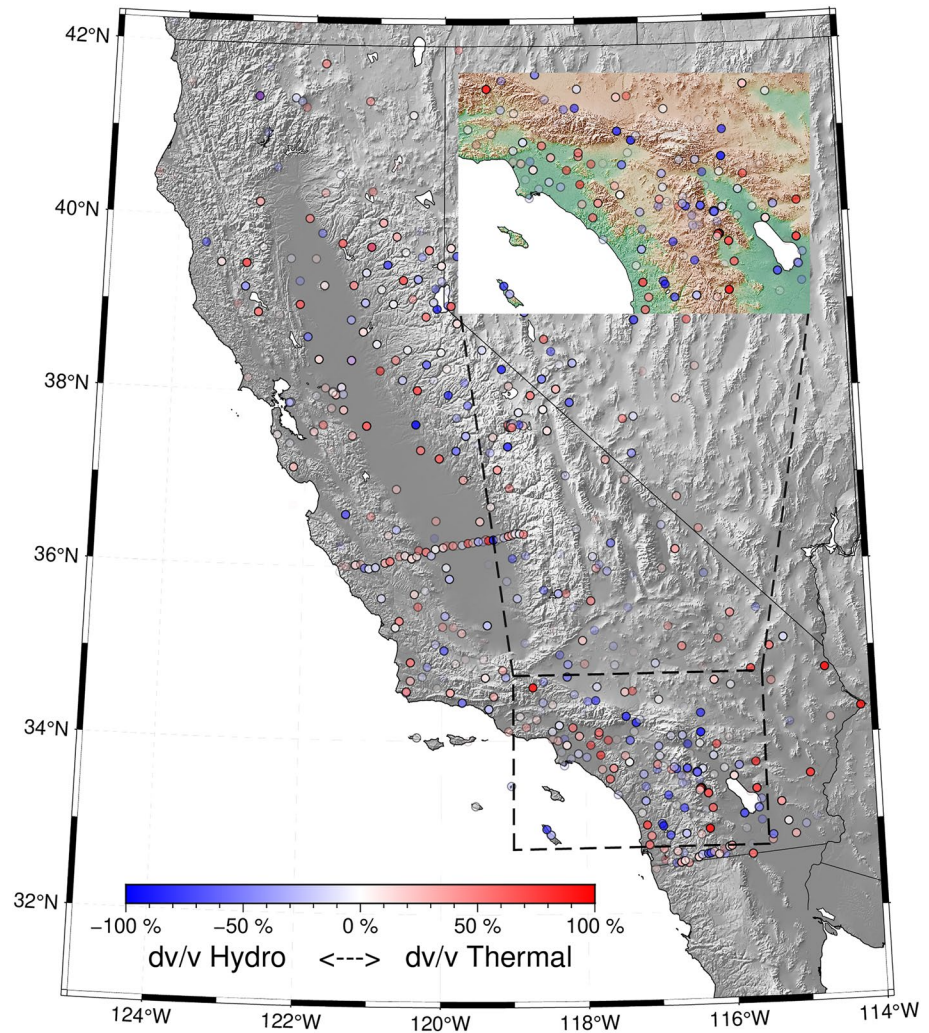 42°N
40°N
38°N
36°N
34°N
32°N
−100 % −50 % 0 % 50 % 100 %
dv/v Hydro <---> dv/v Thermal
124°W 122°W 120°W 118°W 116°W 114°W